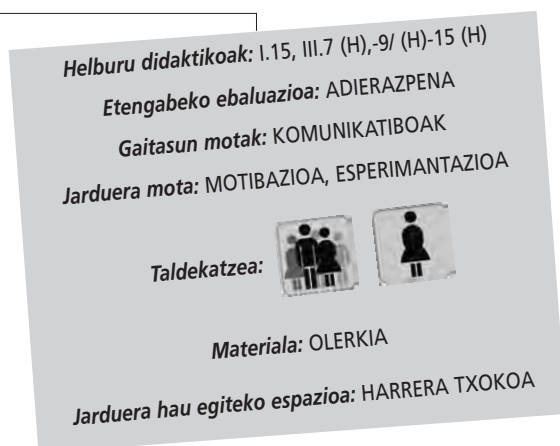 Helburu didaktikoak: I.15, III.7 (H),-9/ (H)-15 (H)
Etengabeko ebaluazioa: ADIERAZPENA
Gaitasun motak: KOMUNIKATIBOAK
Jarduera mota: MOTIBAZIOA, ESPERIMANTAZIOA
Taldekatzea:
Materiala: OLERKIA
Jarduera hau egiteko espazioa: HARRERA TXOKOA